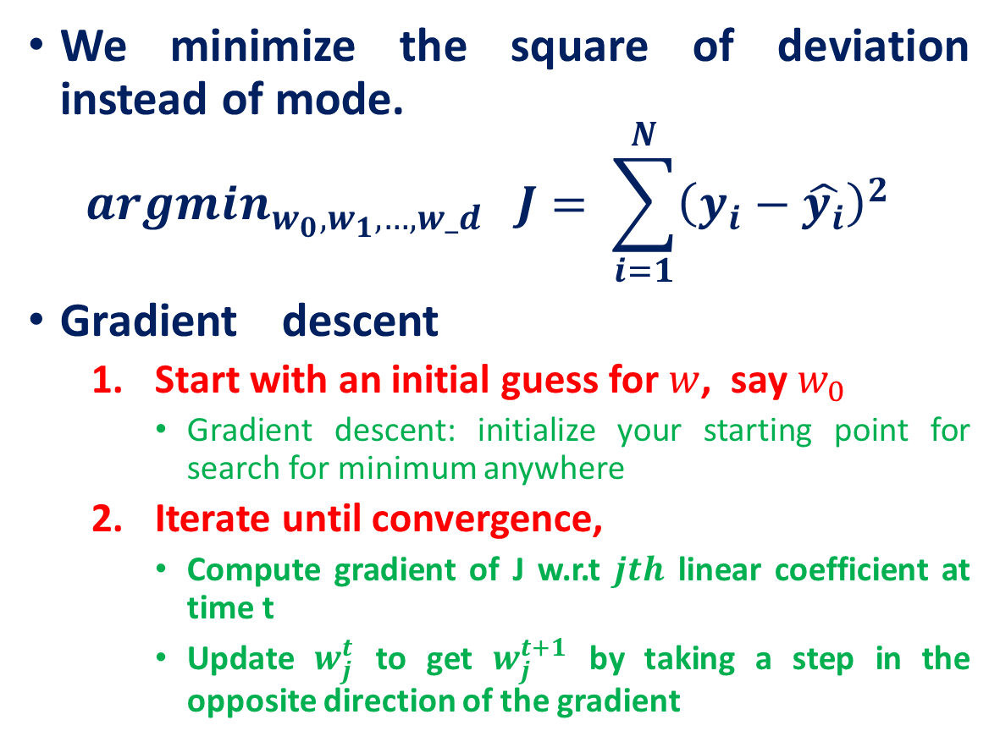 • We minimize the square of deviation
instead of mode.
argmin_{w_0,w_1,...,w\_d} J = \sum_{i=1}^{N} (y_i − \hat{y_i})^2
• Gradient descent
1. Start with an initial guess for w, say w_0
• Gradient descent: initialize your starting point for
search for minimum anywhere
2. Iterate until convergence,
• Compute gradient of J w.r.t jth linear coefficient at
time t
• Update w_j^t to get w_j^{t+1} by taking a step in the
opposite direction of the gradient